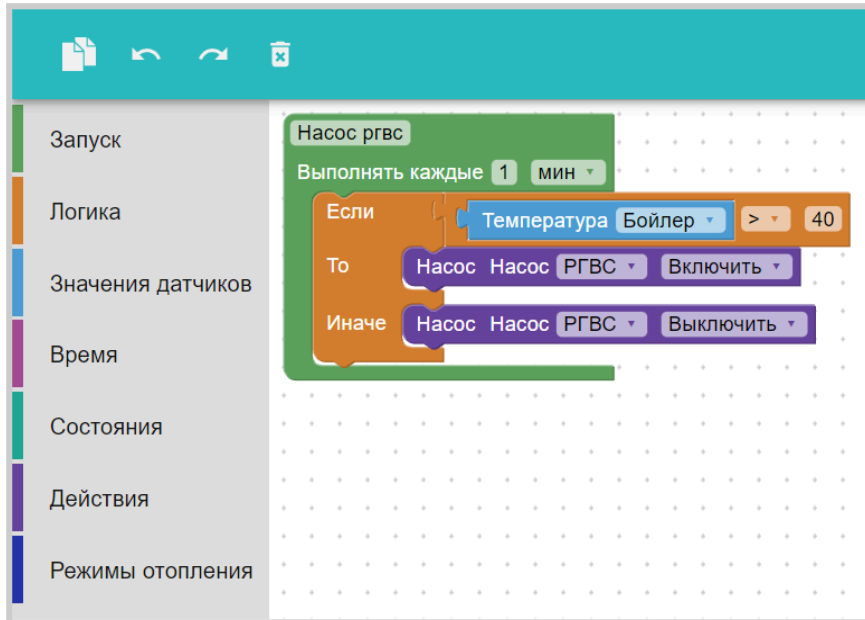 Запуск
Логика
Значения датчиков
Время
Состояния
Действия
Режимы отопления
Насос ргвс
Выполнять каждые 1 мин
Если Температура Бойлер > 40
То Насос Насос РГВС Включить
Иначе Насос Насос РГВС Выключить